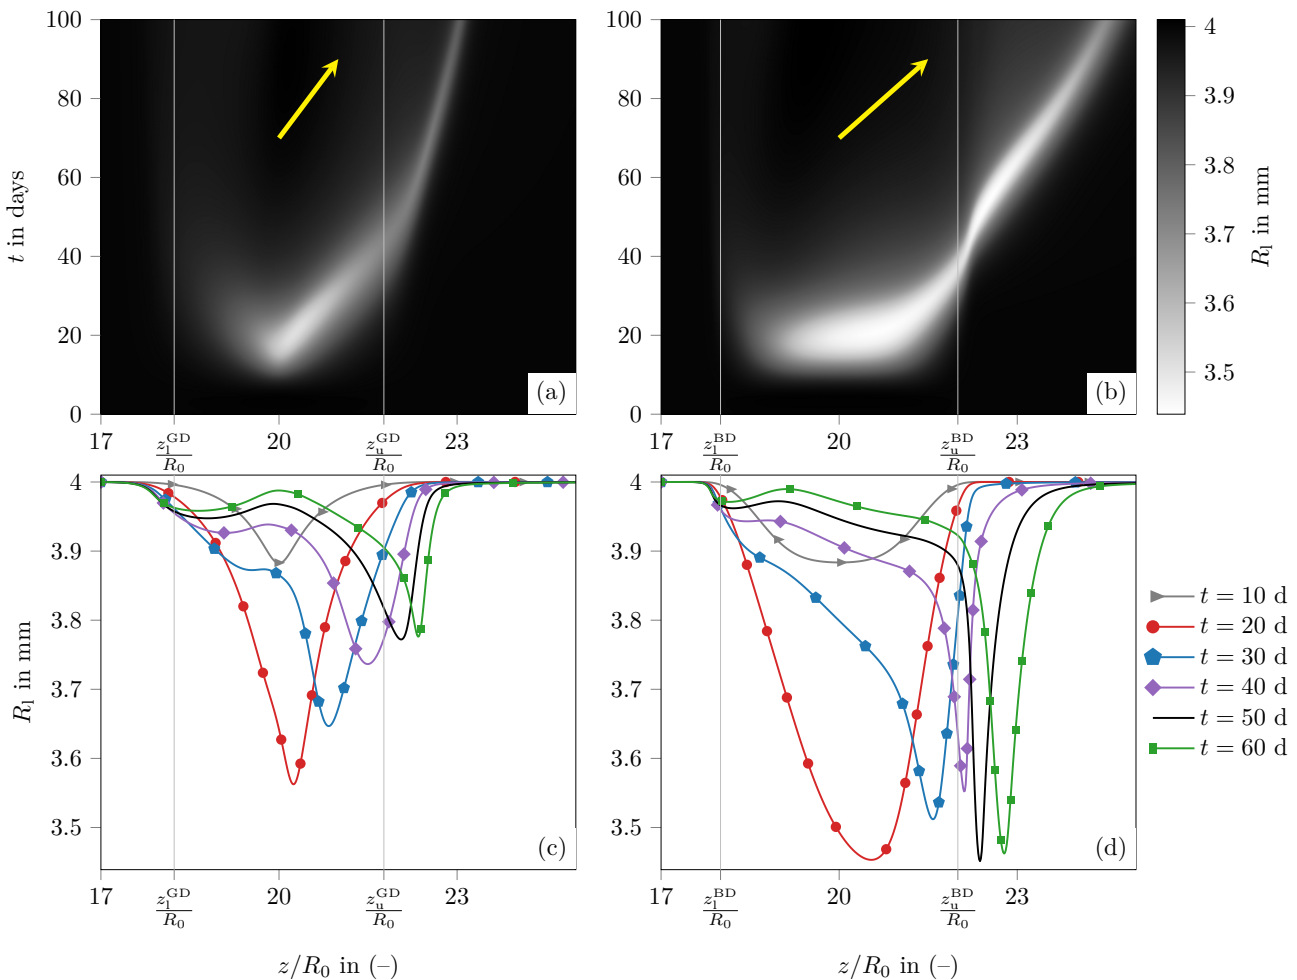 100
80
60
40
20
0
t in days
(a)
17
z_l^GD/R_0
20
z_u^GD/R_0
23
100
80
60
40
20
0
(b)
17
z_l^BD/R_0
20
z_u^BD/R_0
23
4
3.9
3.8
3.7
3.6
3.5
R_l in mm
4
3.9
3.8
3.7
3.6
3.5
R_l in mm
(c)
17
z_l^GD/R_0
20
z_u^GD/R_0
23
z/R_0 in (–)
4
3.9
3.8
3.7
3.6
3.5
(d)
17
z_l^BD/R_0
20
z_u^BD/R_0
23
z/R_0 in (–)
t = 10 d
t = 20 d
t = 30 d
t = 40 d
t = 50 d
t = 60 d